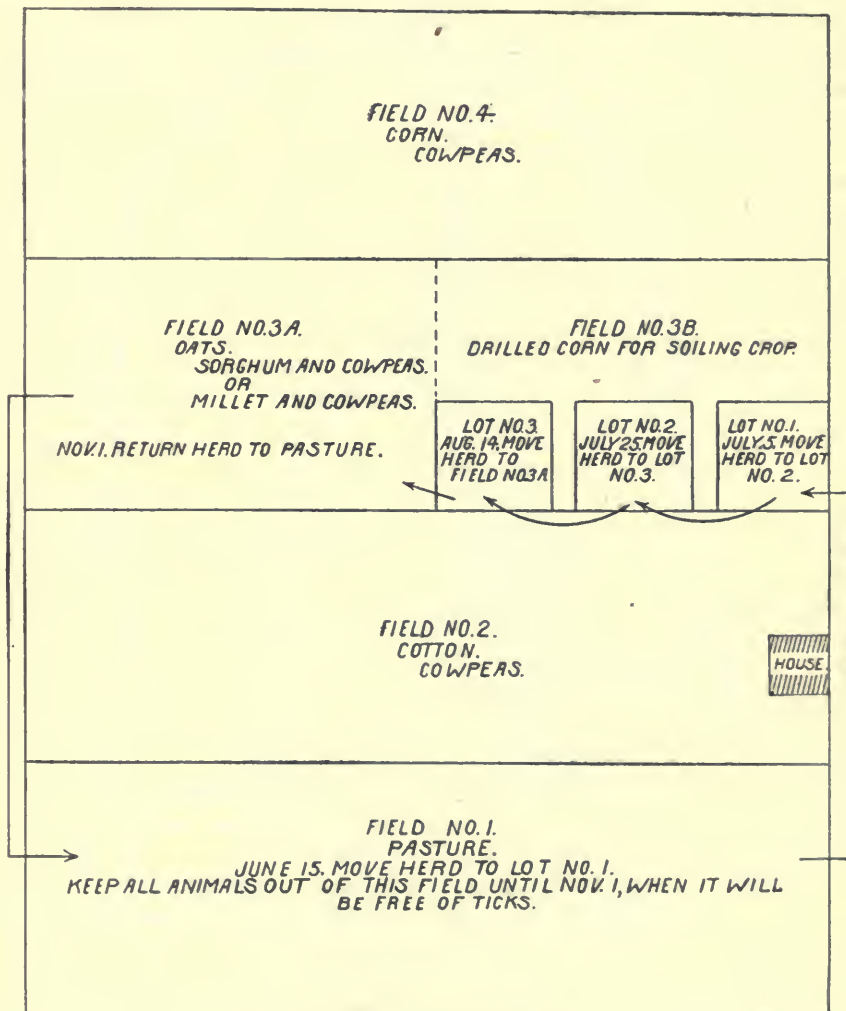 FIELD NO.4.
CORN.
COWPEAS.
FIELD NO.3A.
OATS.
SORGHUM AND COWPEAS.
OR
MILLET AND COWPEAS.
NOV.1. RETURN HERD TO PASTURE.
FIELD NO.3B.
DRILLED CORN FOR SOILING CROP.
LOT NO.3.
AUG. 14. MOVE
HERD TO
FIELD NO.3A
LOT NO.2.
JULY 25. MOVE
HERD TO LOT
NO.3.
LOT NO.1.
JULY.5. MOVE
HERD TO LOT
NO. 2.
FIELD NO.2.
COTTON.
COWPEAS.
HOUSE.
FIELD NO.1.
PASTURE.
JUNE 15. MOVE HERD TO LOT NO.1.
KEEP ALL ANIMALS OUT OF THIS FIELD UNTIL NOV. 1, WHEN IT WILL
BE FREE OF TICKS.